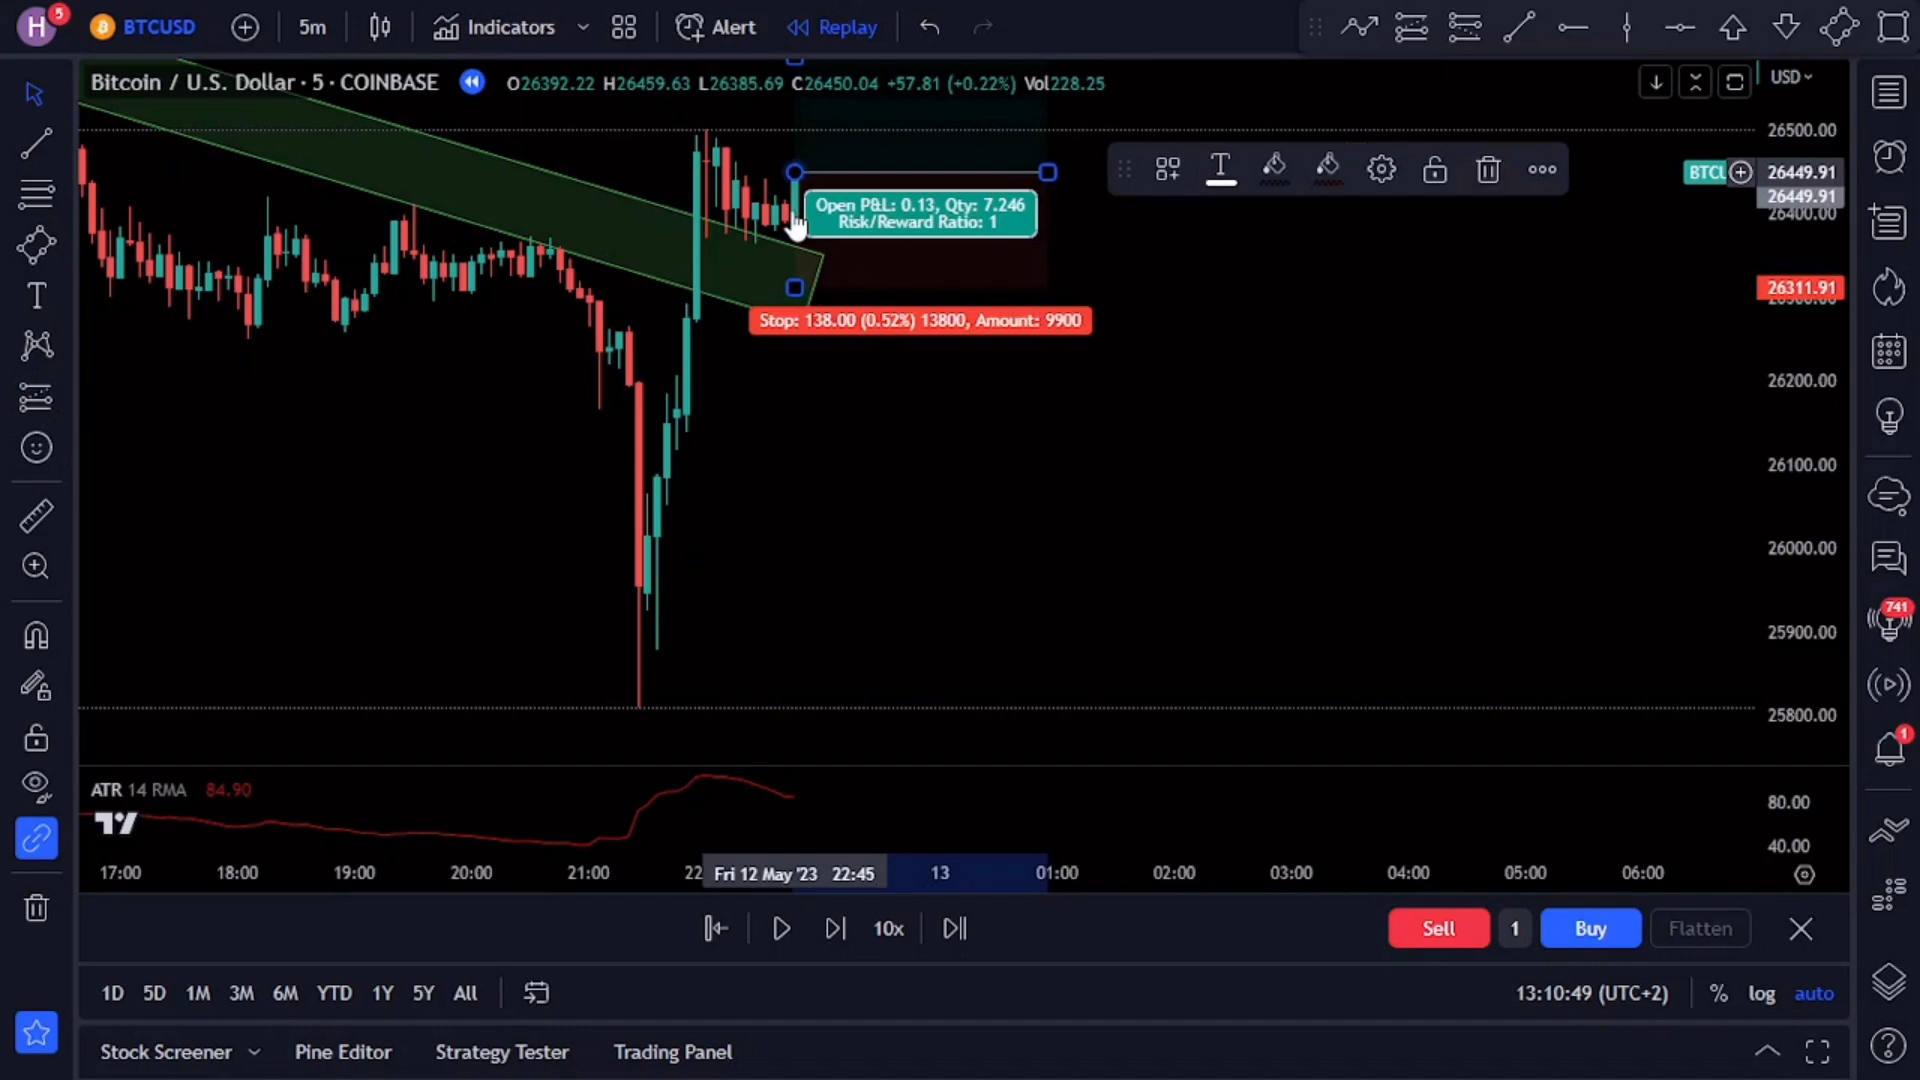 H 5 BTCUSD 5m Indicators Alert Replay
Bitcoin / U.S. Dollar · 5 · COINBASE O26392.22 H26459.63 L26385.69 C26450.04 +57.81 (+0.22%) Vol228.25 USD
26500.00
BTCU 26449.91
26449.91
26400.00
Open P&L: 0.13, Qty: 7.246
Risk/Reward Ratio: 1
26311.91
Stop: 138.00 (0.52%) 13800, Amount: 9900
26200.00
26100.00
26000.00
741
25900.00
25800.00
1
ATR 14 RMA 84.90
80.00
40.00
17:00 18:00 19:00 20:00 21:00 22 Fri 12 May '23 22:45 13 01:00 02:00 03:00 04:00 05:00 06:00
10x Sell 1 Buy Flatten
1D 5D 1M 3M 6M YTD 1Y 5Y All 13:10:49 (UTC+2) % log auto
Stock Screener Pine Editor Strategy Tester Trading Panel